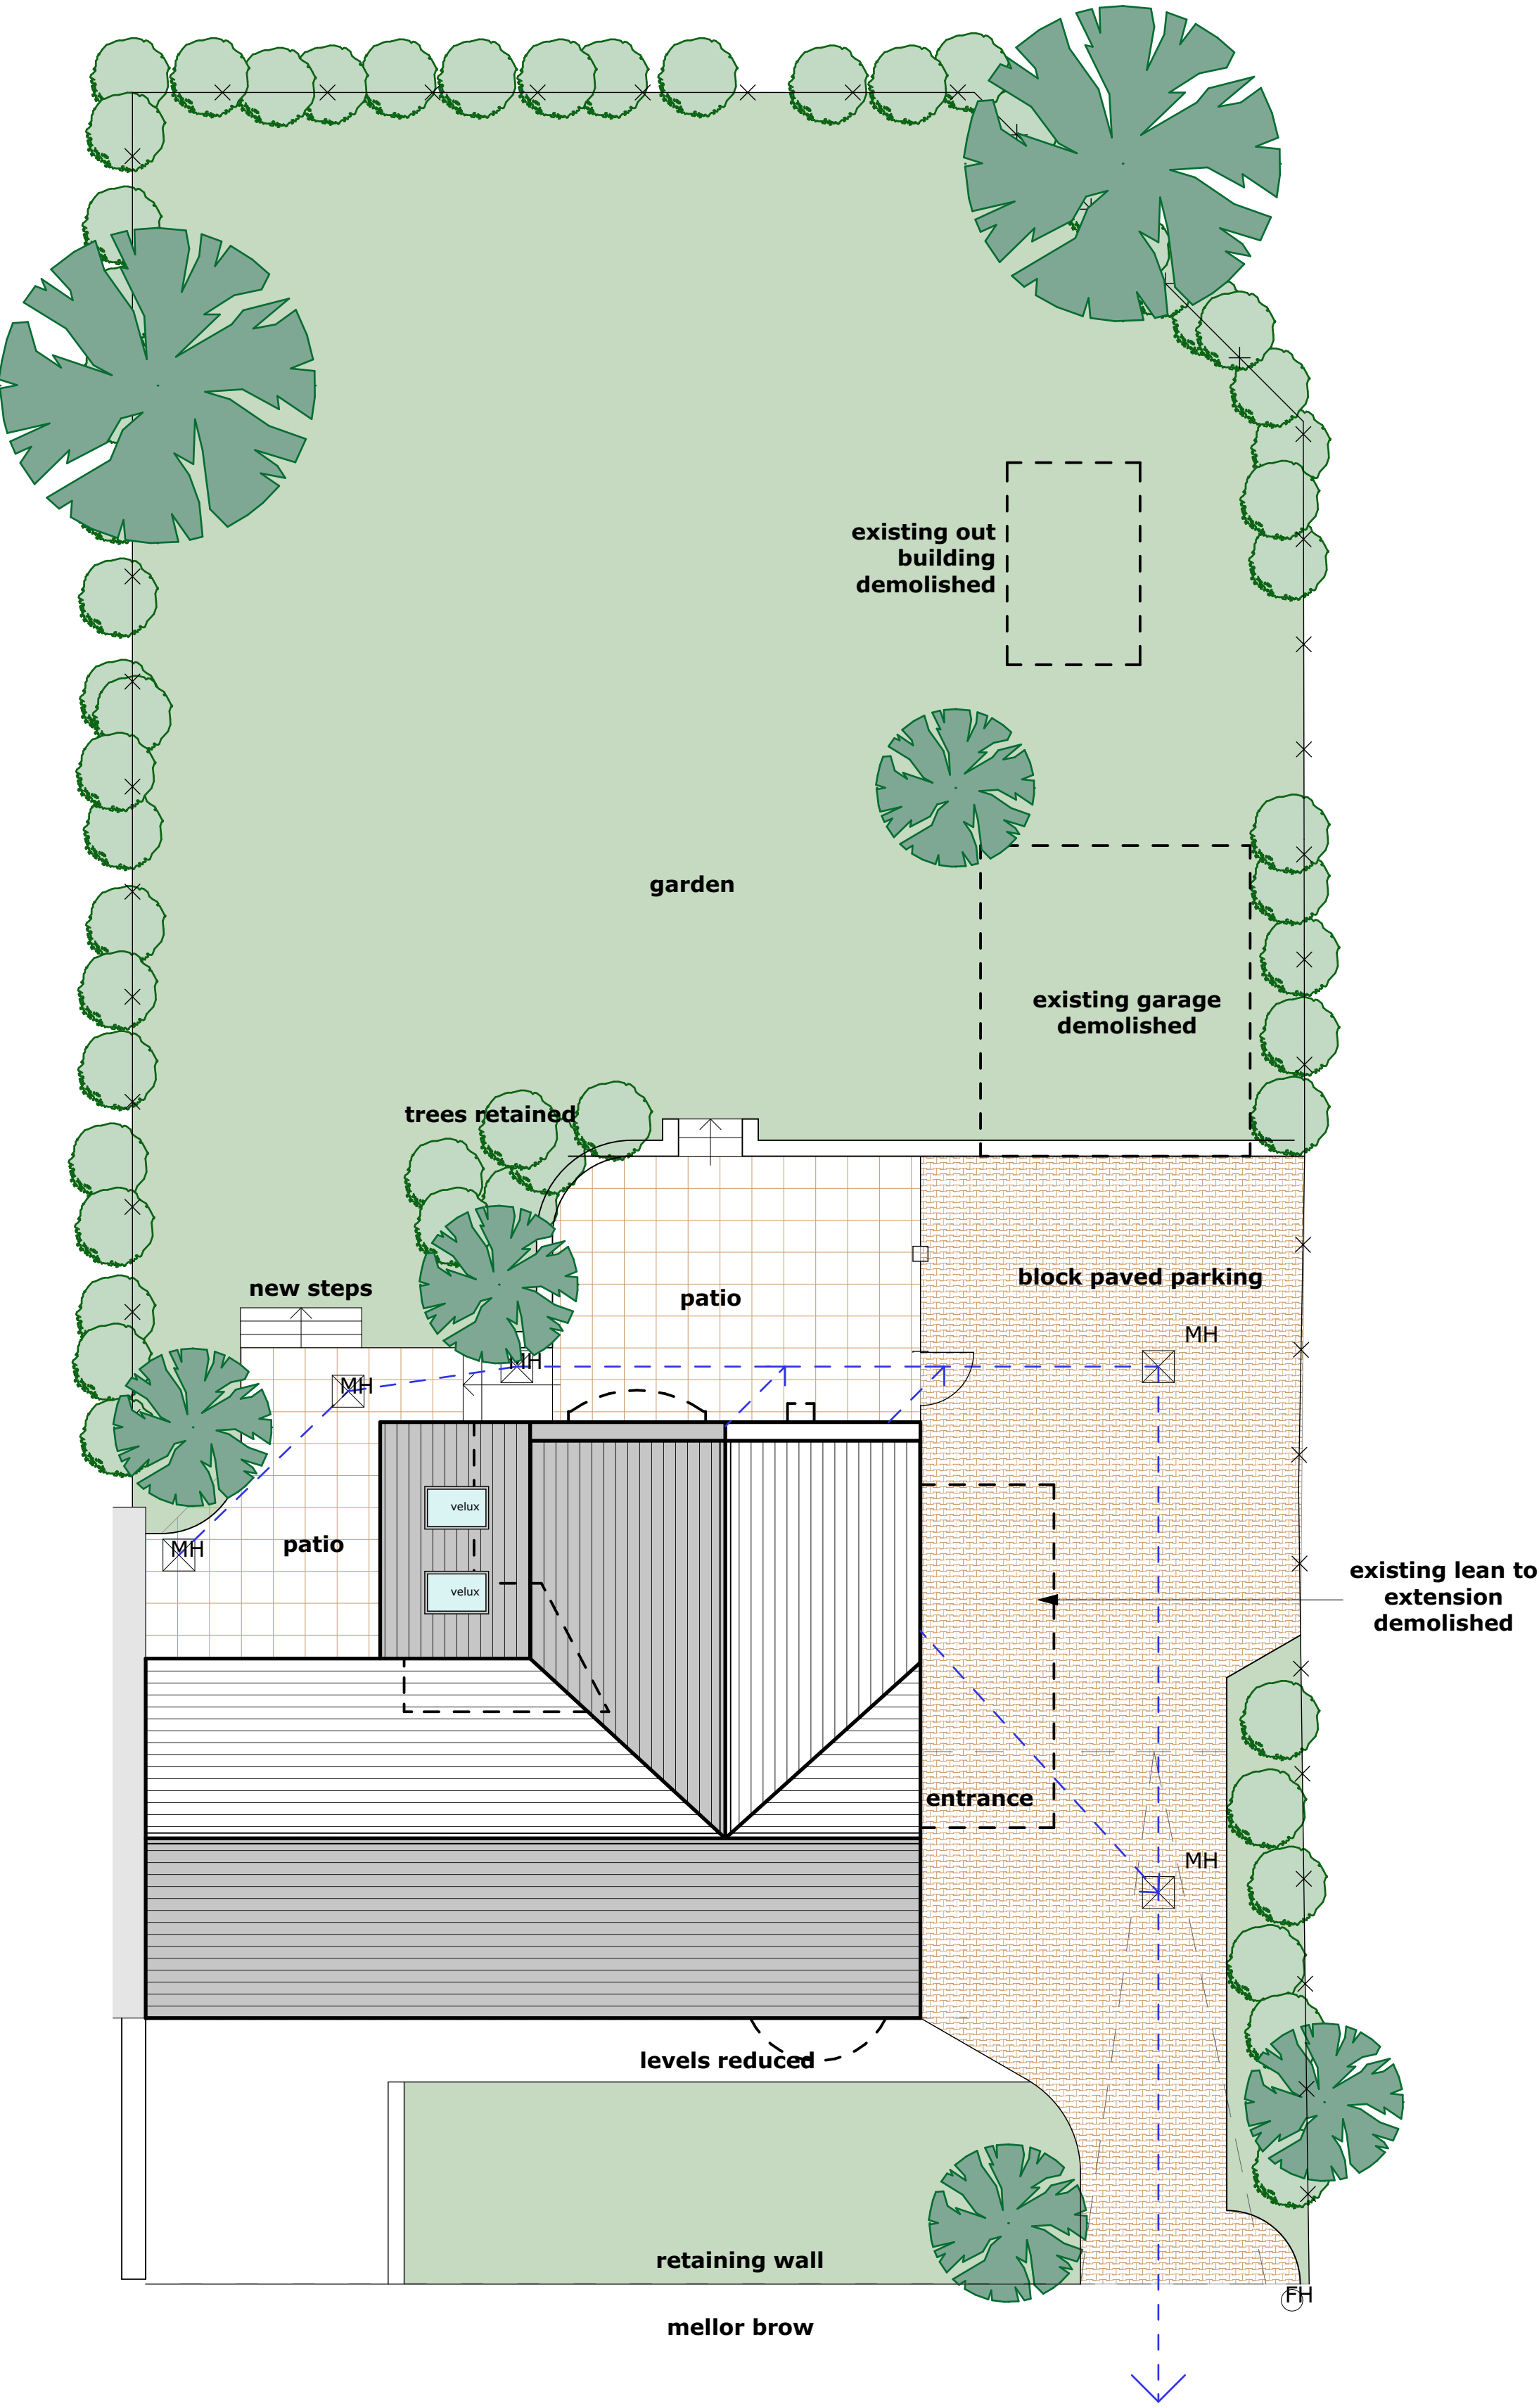 existing out
building
demolished
garden
existing garage
demolished
trees retained
block paved parking
new steps
patio
MH
MH
MH
velux
patio
MH
existing lean to
extension
demolished
velux
entrance
MH
levels reduced
retaining wall
FH
mellor brow